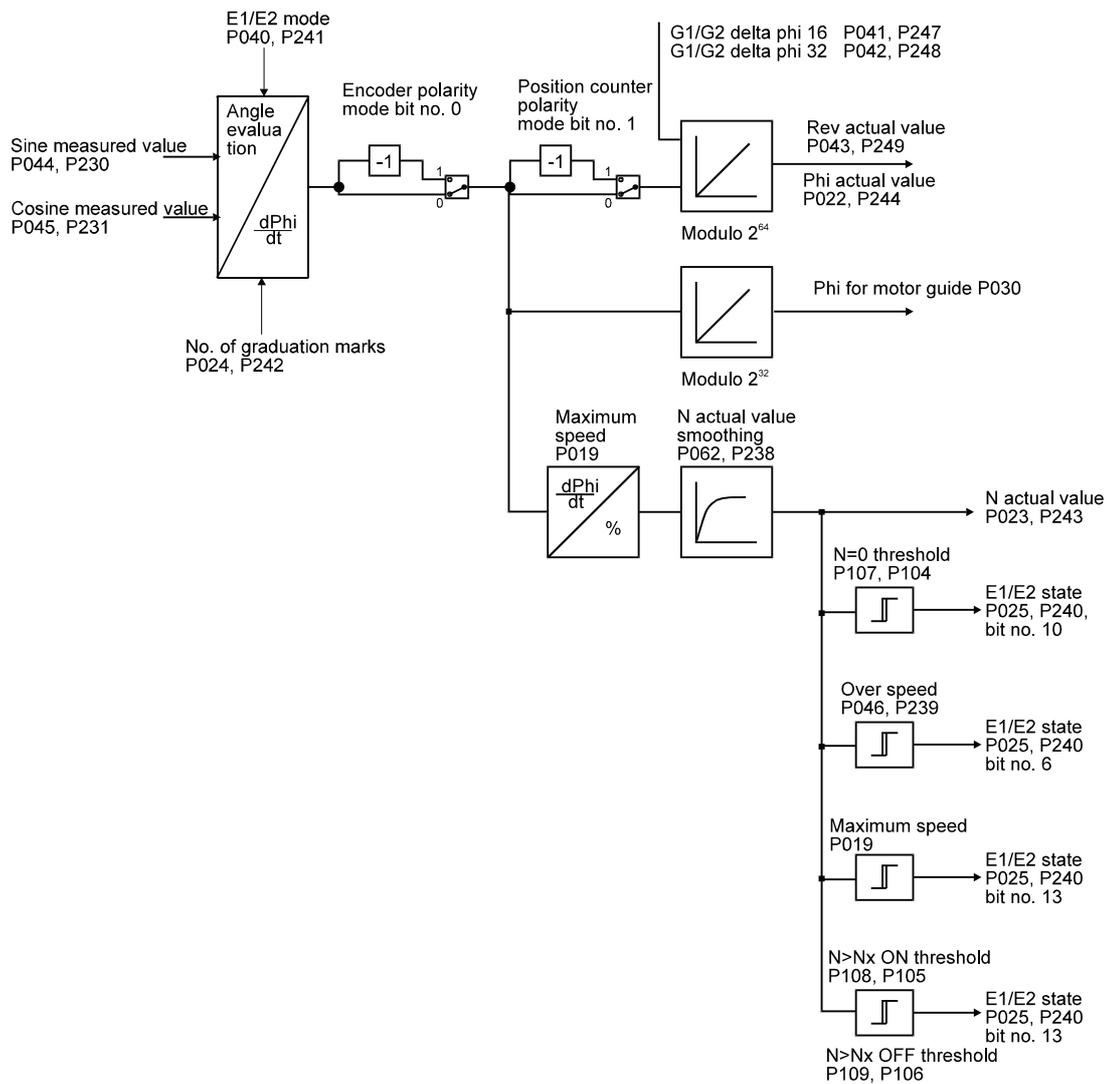 E1/E2 mode
P040, P241
G1/G2 delta phi 16 P041, P247
G1/G2 delta phi 32 P042, P248
Encoder polarity
mode bit no. 0
Position counter
polarity
mode bit no. 1
Angle
evalua
tion
dPhi
dt
Sine measured value
P044, P230
Cosine measured value
P045, P231
-1
1
0
-1
1
0
Rev actual value
P043, P249
Phi actual value
P022, P244
Modulo 2^64
Phi for motor guide P030
No. of graduation marks
P024, P242
Modulo 2^32
Maximum
speed
P019
N actual value
smoothing
P062, P238
dPhi
dt
%
N actual value
P023, P243
N=0 threshold
P107, P104
E1/E2 state
P025, P240,
bit no. 10
Over speed
P046, P239
E1/E2 state
P025, P240
bit no. 6
Maximum speed
P019
E1/E2 state
P025, P240
bit no. 13
N>Nx ON threshold
P108, P105
E1/E2 state
P025, P240
bit no. 13
N>Nx OFF threshold
P109, P106